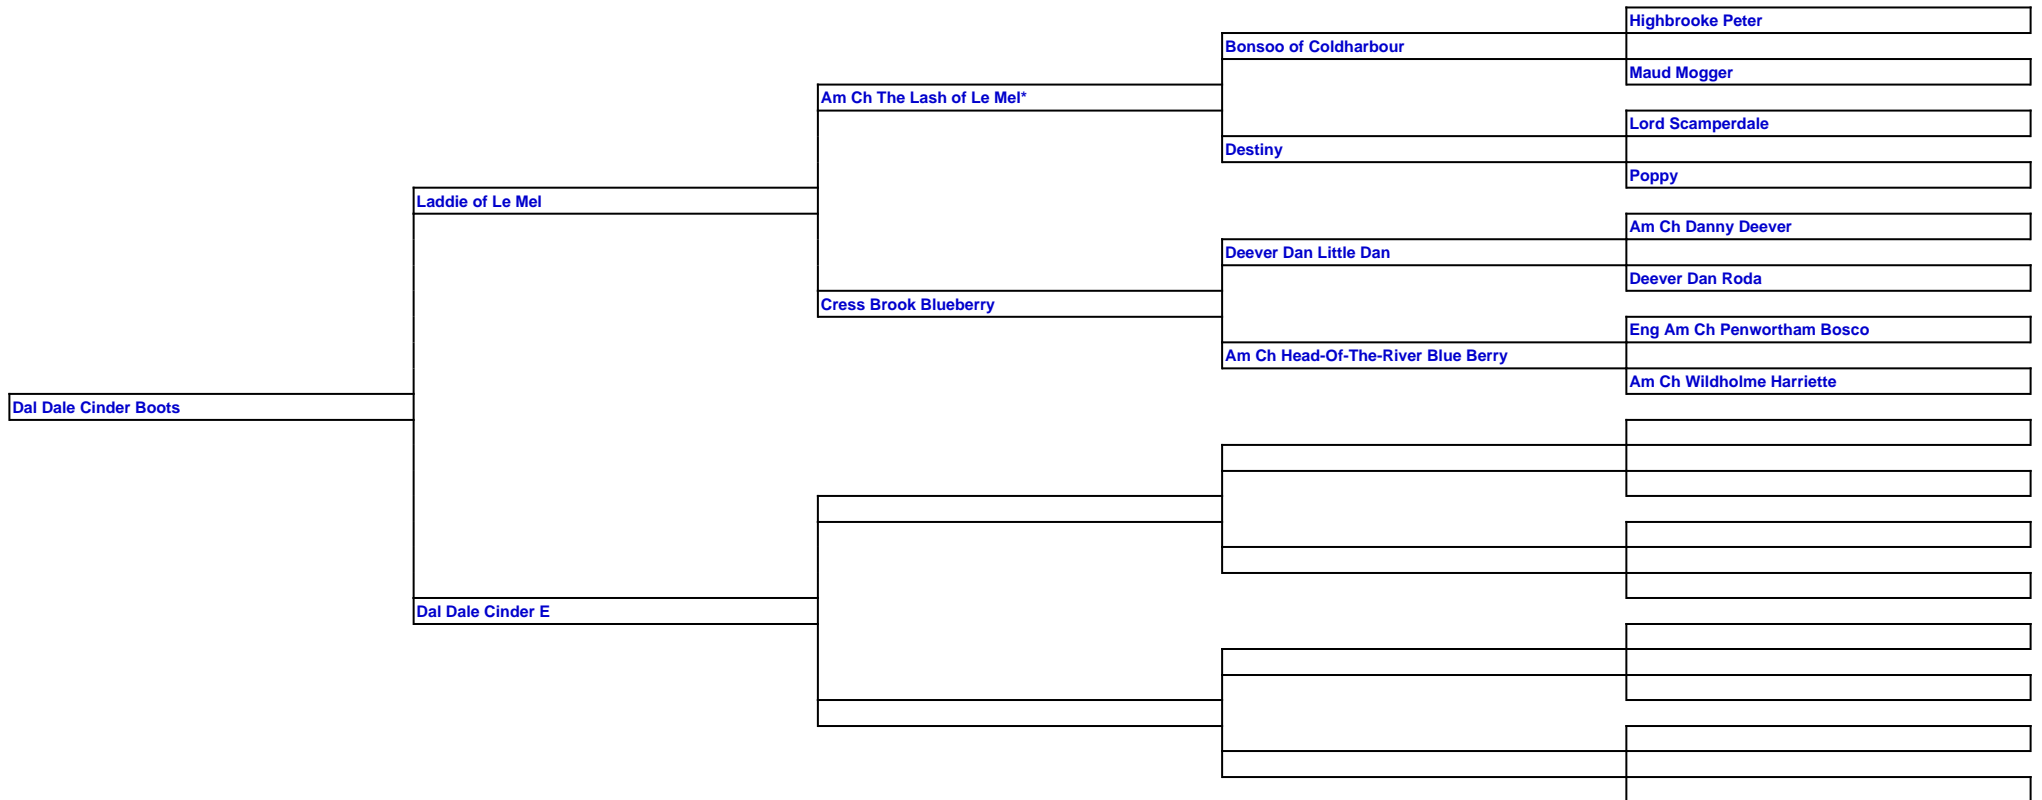 Highbrooke Peter
Bonsoo of Coldharbour
Maud Mogger
Am Ch The Lash of Le Mel*
Lord Scamperdale
Destiny
Poppy
Laddie of Le Mel
Am Ch Danny Deever
Deever Dan Little Dan
Deever Dan Roda
Cress Brook Blueberry
Eng Am Ch Penwortham Bosco
Am Ch Head-Of-The-River Blue Berry
Am Ch Wildholme Harriette
Dal Dale Cinder Boots
Dal Dale Cinder E